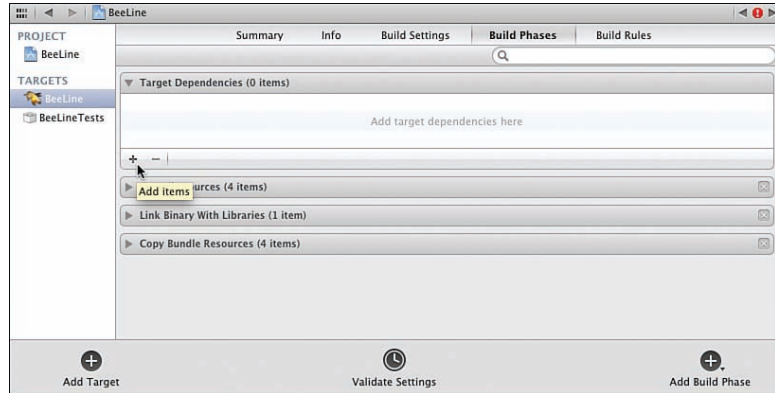 BeeLine
PROJECT
BeeLine
TARGETS
BeeLine
BeeLineTests
Summary Info Build Settings Build Phases Build Rules
Target Dependencies (0 items)
Add target dependencies here
Add items
urces (4 items)
Link Binary With Libraries (1 item)
Copy Bundle Resources (4 items)
Add Target
Validate Settings
Add Build Phase